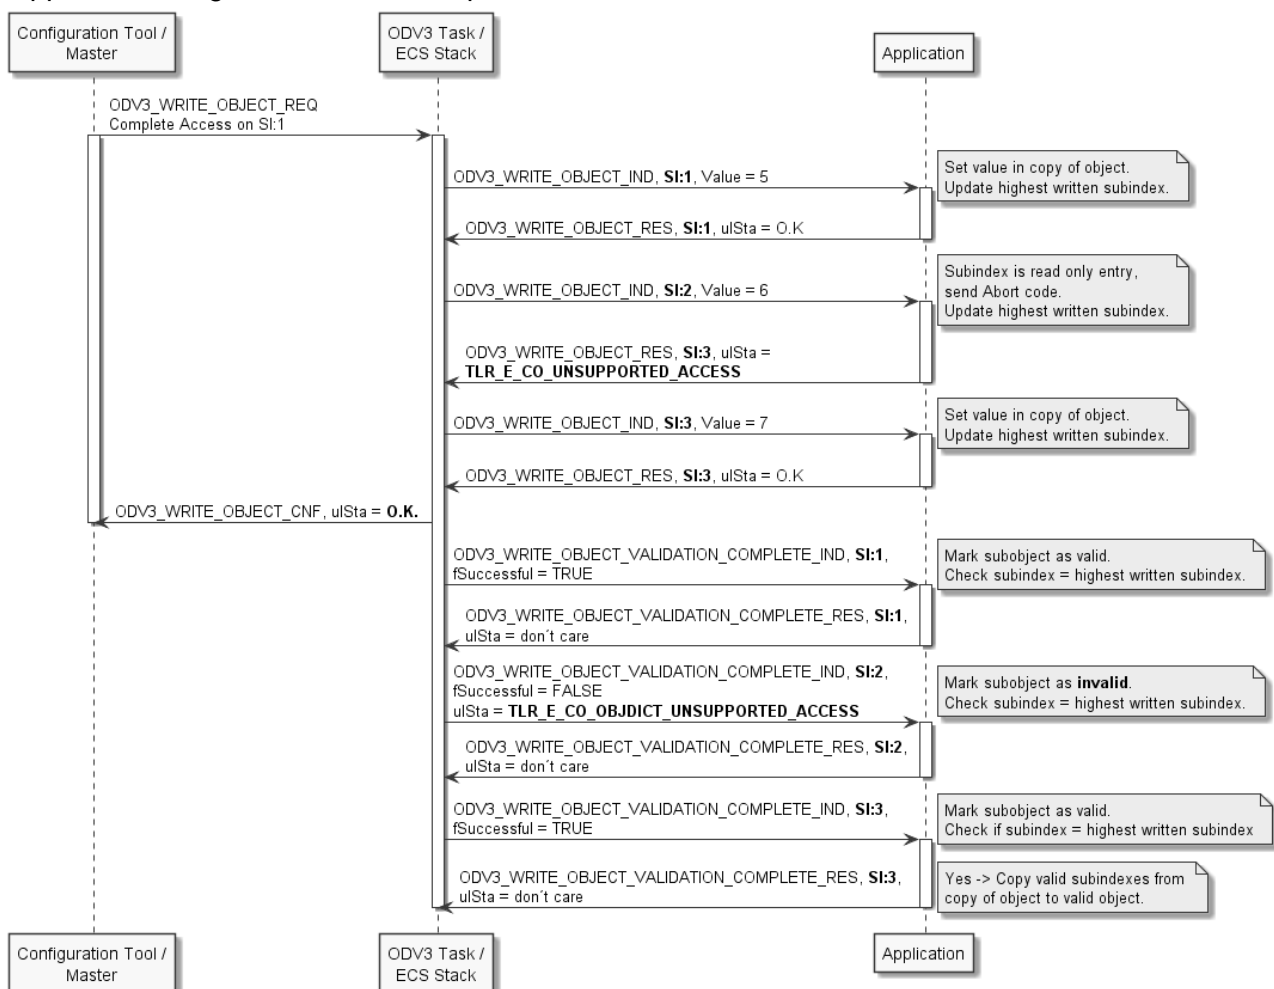 Configuration Tool /
Master
ODV3 Task /
ECS Stack
Application
ODV3_WRITE_OBJECT_REQ
Complete Access on SI:1
ODV3_WRITE_OBJECT_IND, SI:1, Value = 5
Set value in copy of object.
Update highest written subindex.
ODV3_WRITE_OBJECT_RES, SI:1, ulSta = O.K
ODV3_WRITE_OBJECT_IND, SI:2, Value = 6
Subindex is read only entry,
send Abort code.
Update highest written subindex.
ODV3_WRITE_OBJECT_RES, SI:3, ulSta =
TLR_E_CO_UNSUPPORTED_ACCESS
ODV3_WRITE_OBJECT_IND, SI:3, Value = 7
Set value in copy of object.
Update highest written subindex.
ODV3_WRITE_OBJECT_RES, SI:3, ulSta = O.K
ODV3_WRITE_OBJECT_CNF, ulSta = O.K.
ODV3_WRITE_OBJECT_VALIDATION_COMPLETE_IND, SI:1,
fSuccessful = TRUE
Mark subobject as valid.
Check subindex = highest written subindex.
ODV3_WRITE_OBJECT_VALIDATION_COMPLETE_RES, SI:1,
ulSta = don´t care
ODV3_WRITE_OBJECT_VALIDATION_COMPLETE_IND, SI:2,
fSuccessful = FALSE
ulSta = TLR_E_CO_OBJDICT_UNSUPPORTED_ACCESS
Mark subobject as invalid.
Check subindex = highest written subindex.
ODV3_WRITE_OBJECT_VALIDATION_COMPLETE_RES, SI:2,
ulSta = don´t care
ODV3_WRITE_OBJECT_VALIDATION_COMPLETE_IND, SI:3,
fSuccessful = TRUE
Mark subobject as valid.
Check if subindex = highest written subindex
ODV3_WRITE_OBJECT_VALIDATION_COMPLETE_RES, SI:3,
ulSta = don´t care
Yes -> Copy valid subindexes from
copy of object to valid object.
Configuration Tool /
Master
ODV3 Task /
ECS Stack
Application